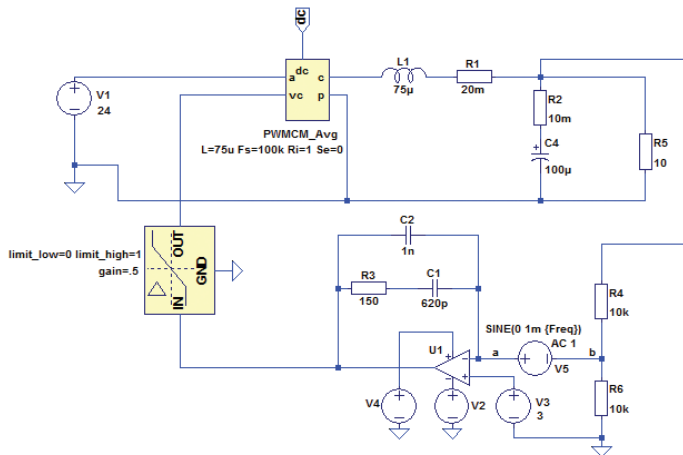 dc
V1
24
dc
a
c
vc
p
PWMCM_Avg
L=75u Fs=100k Ri=1 Se=0
L1
75µ
R1
20m
R2
10m
+
C4
100µ
R5
10
limit_low=0 limit_high=1
gain=.5
OUT
GND
IN
C2
1n
R3
150
C1
620p
U1
V4
V2
V3
3
SINE(0 1m {Freq})
AC 1
a
b
V5
R4
10k
R6
10k